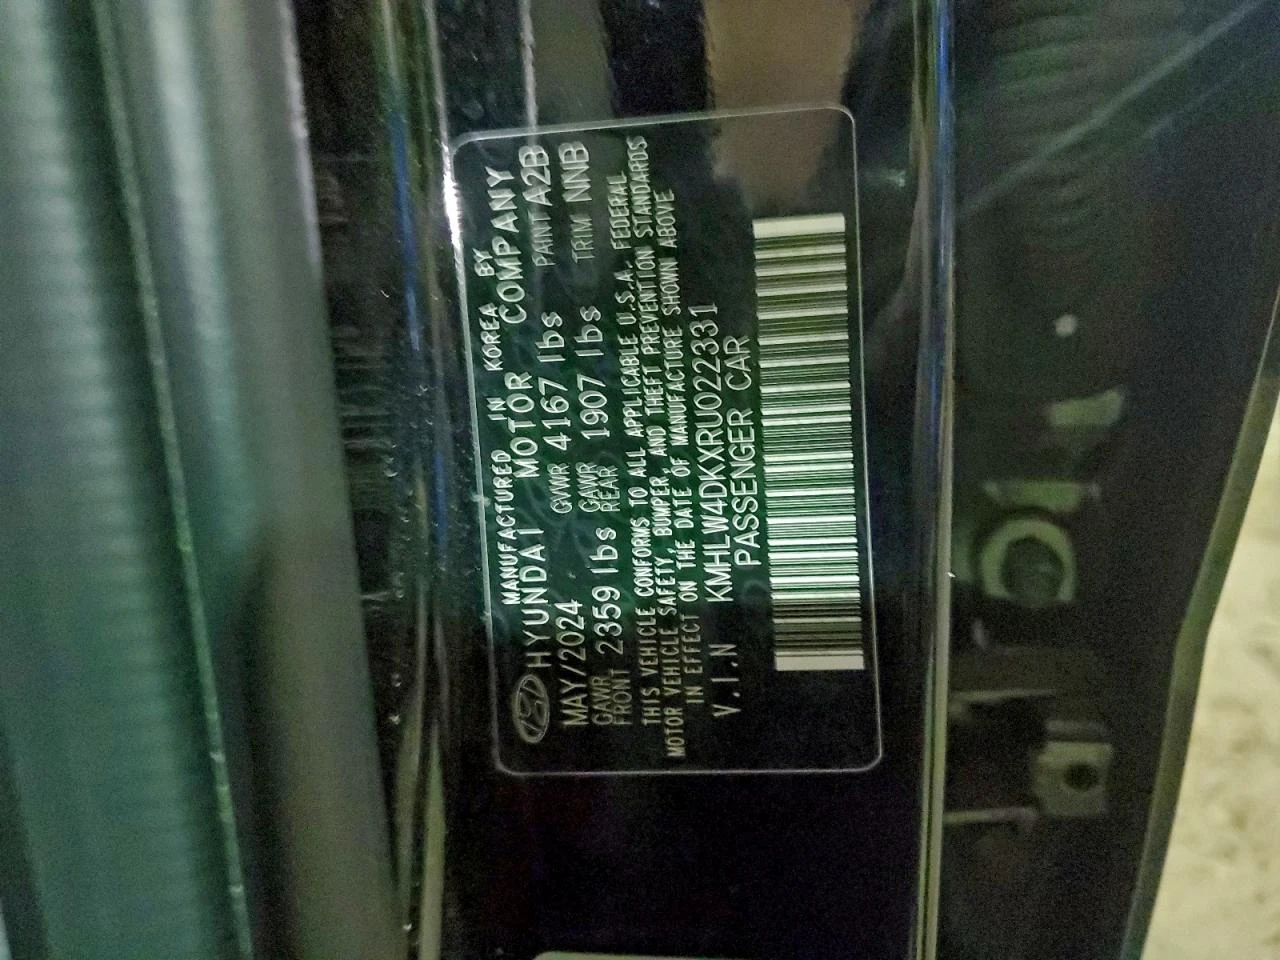 MANUFACTURED IN KOREA BY
HYUNDAI MOTOR COMPANY
MAY/2024 GVWR 4167 lbs PAINT A2B
GAWR FRONT 2359 lbs GAWR REAR 1907 lbs TRIM NNB
THIS VEHICLE CONFORMS TO ALL APPLICABLE U.S.A. FEDERAL
MOTOR VEHICLE SAFETY, BUMPER, AND THEFT PREVENTION STANDARDS
IN EFFECT ON THE DATE OF MANUFACTURE SHOWN ABOVE
V.I.N KMHLW4DKXRU022331
PASSENGER CAR